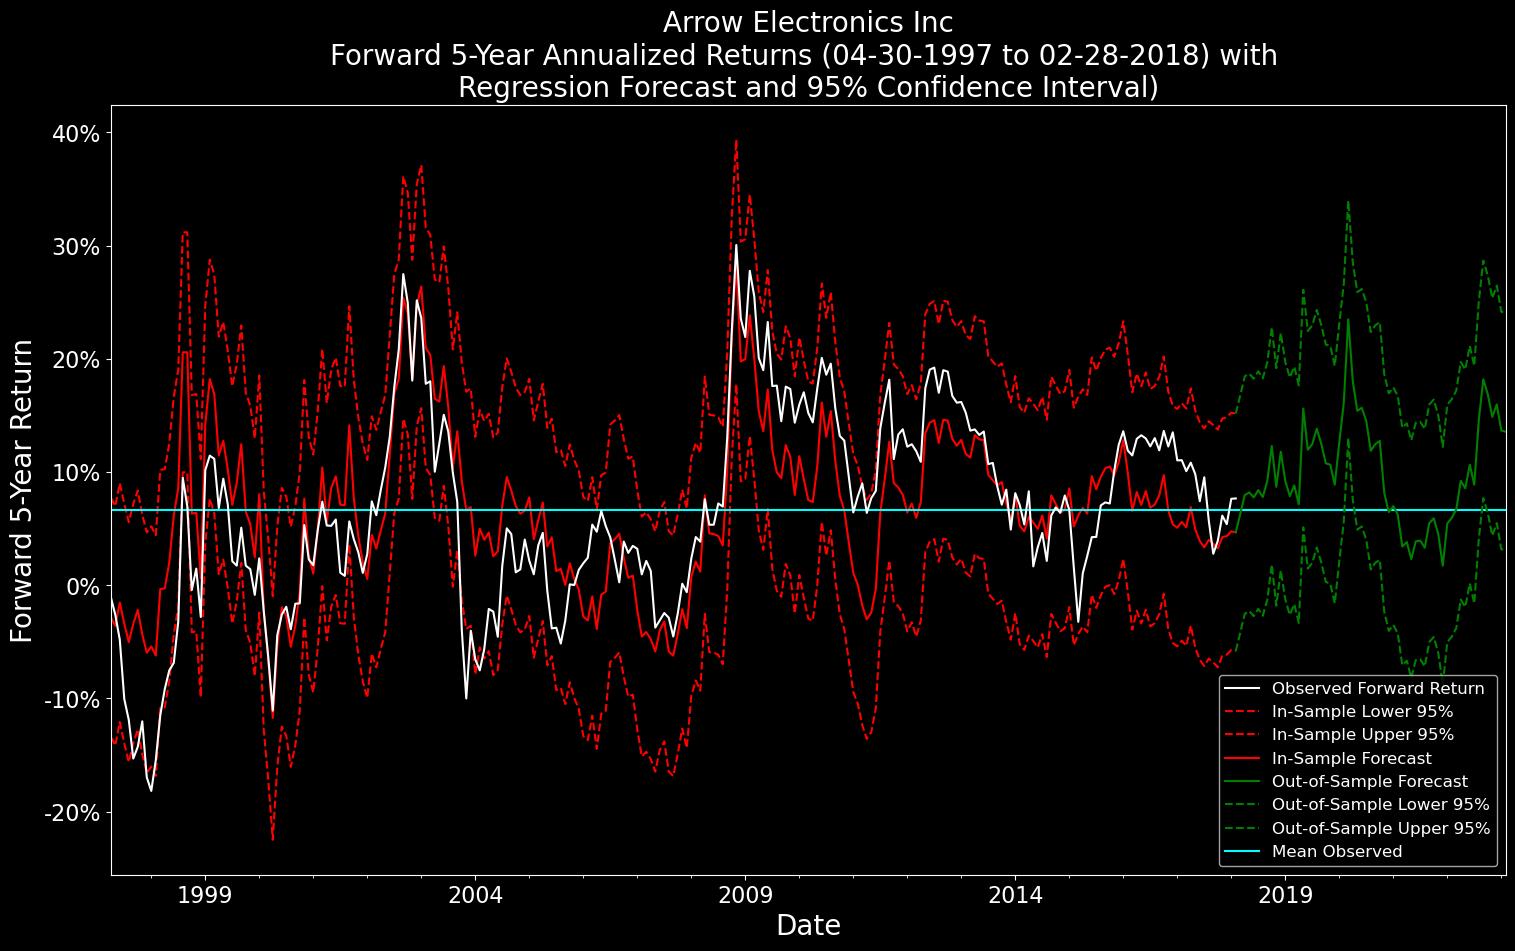 Arrow Electronics Inc
Forward 5-Year Annualized Returns (04-30-1997 to 02-28-2018) with
Regression Forecast and 95% Confidence Interval)
Forward 5-Year Return
40%
30%
20%
10%
0%
-10%
-20%
Observed Forward Return
In-Sample Lower 95%
In-Sample Upper 95%
In-Sample Forecast
Out-of-Sample Forecast
Out-of-Sample Lower 95%
Out-of-Sample Upper 95%
Mean Observed
1999 2004 2009 2014 2019
Date